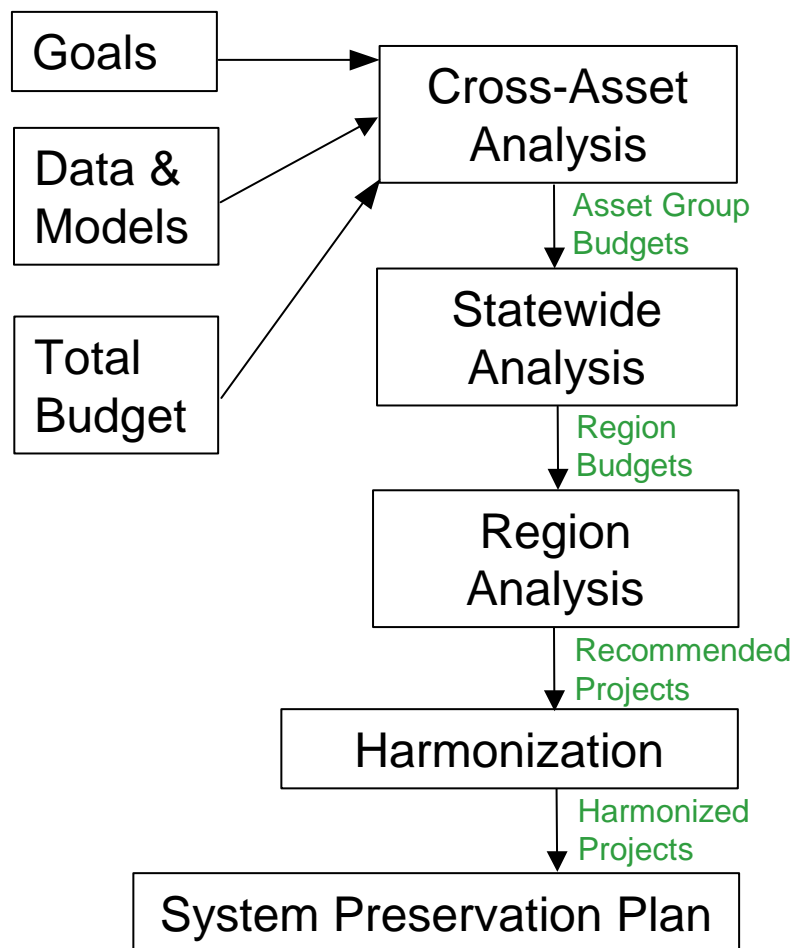 Goals
Data &
Models
Total
Budget
Cross-Asset
Analysis
Asset Group
Budgets
Statewide
Analysis
Region
Budgets
Region
Analysis
Recommended
Projects
Harmonization
Harmonized
Projects
System Preservation Plan